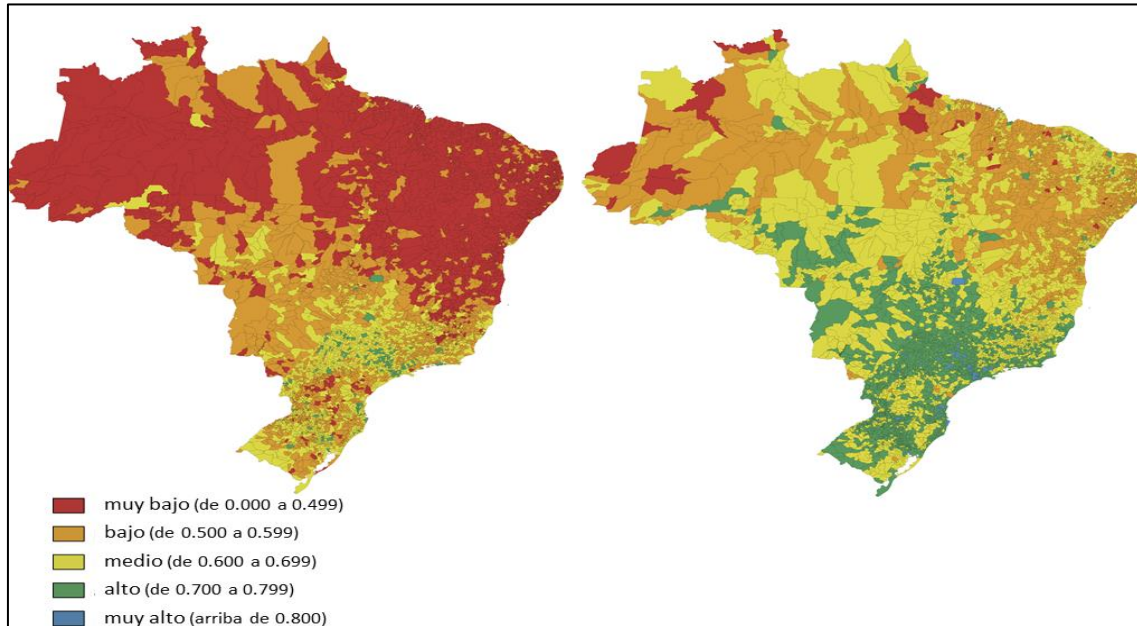 muy bajo (de 0.000 a 0.499)
bajo (de 0.500 a 0.599)
medio (de 0.600 a 0.699)
alto (de 0.700 a 0.799)
muy alto (arriba de 0.800)